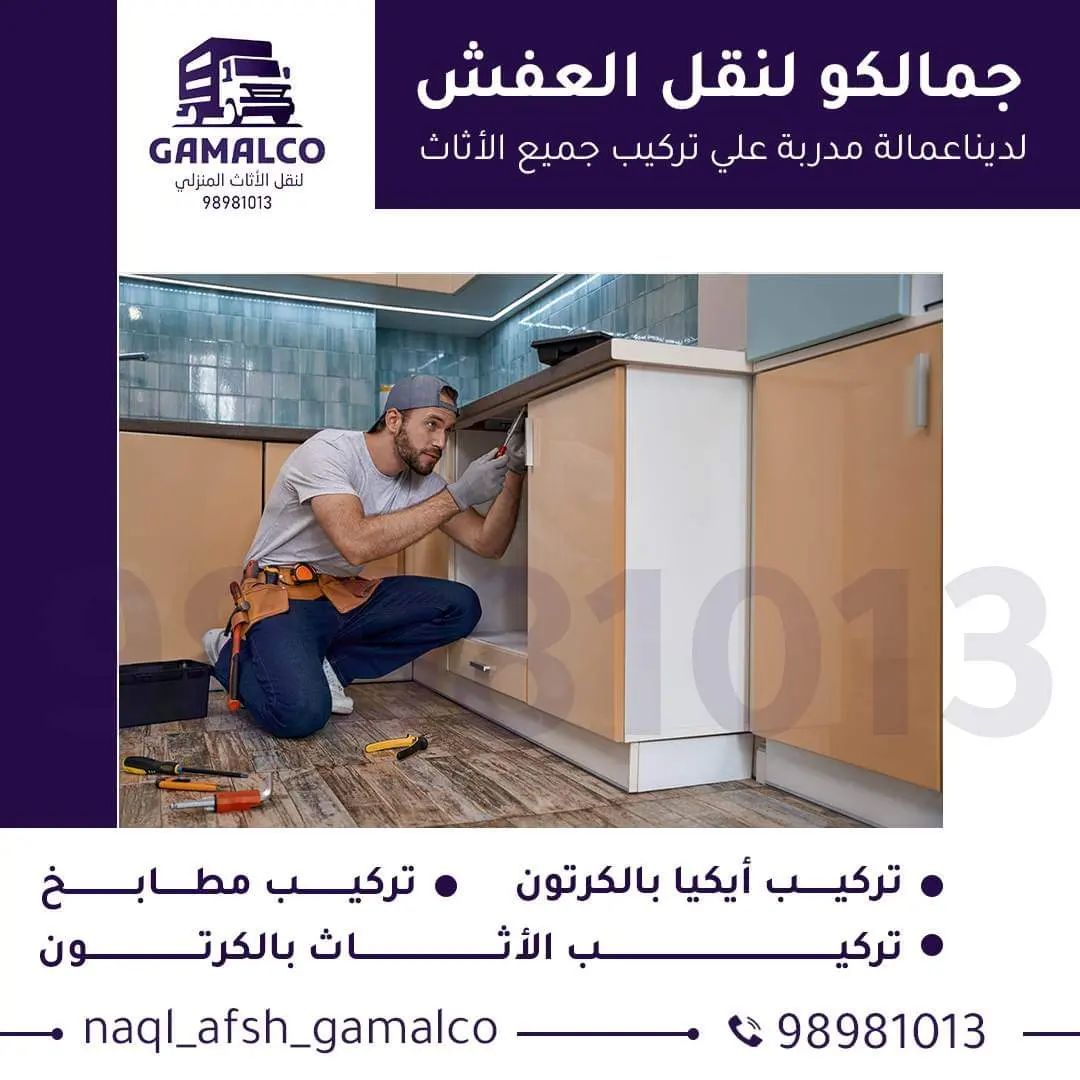 GAMALCO
لنقل الأثاث المنزلي
98981013
جمالكو لنقل العفش
لديناعمالة مدربة علي تركيب جميع الأثاث
98981013
تركيب أيكيا بالكرتون
تركيب مطابخ
تركيب الأثاث بالكرتون
98981013
naql_afsh_gamalco